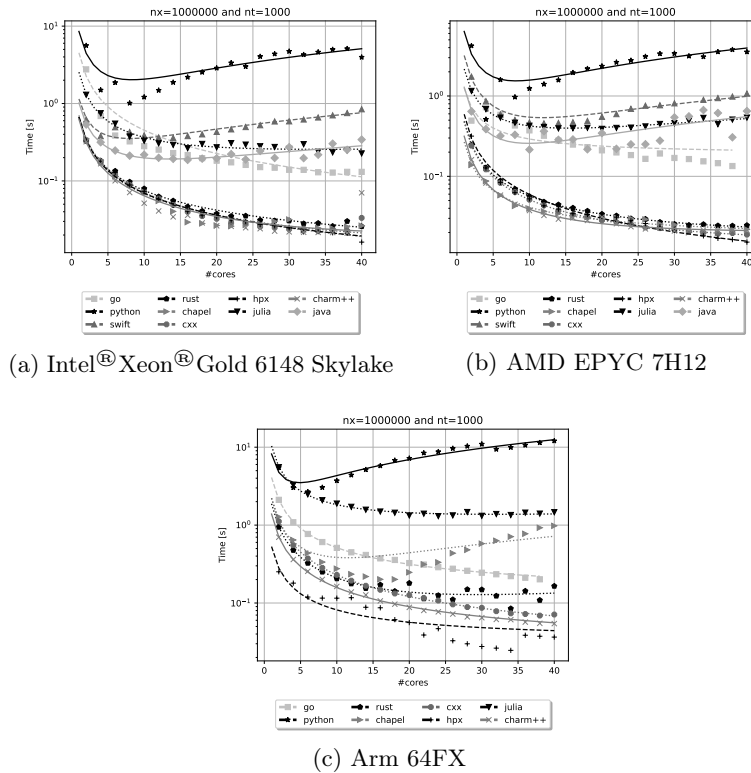 nx=1000000 and nt=1000
10¹
10⁰
10⁻¹
Time [s]
0 5 10 15 20 25 30 35 40
#cores
go rust hpx charm++
python chapel julia java
swift cxx
(a) Intel®Xeon®Gold 6148 Skylake
nx=1000000 and nt=1000
10⁰
10⁻¹
Time [s]
0 5 10 15 20 25 30 35 40
#cores
go rust hpx charm++
python chapel julia java
swift cxx
(b) AMD EPYC 7H12
nx=1000000 and nt=1000
10¹
10⁰
10⁻¹
Time [s]
0 5 10 15 20 25 30 35 40
#cores
go rust cxx julia
python chapel hpx charm++
(c) Arm 64FX